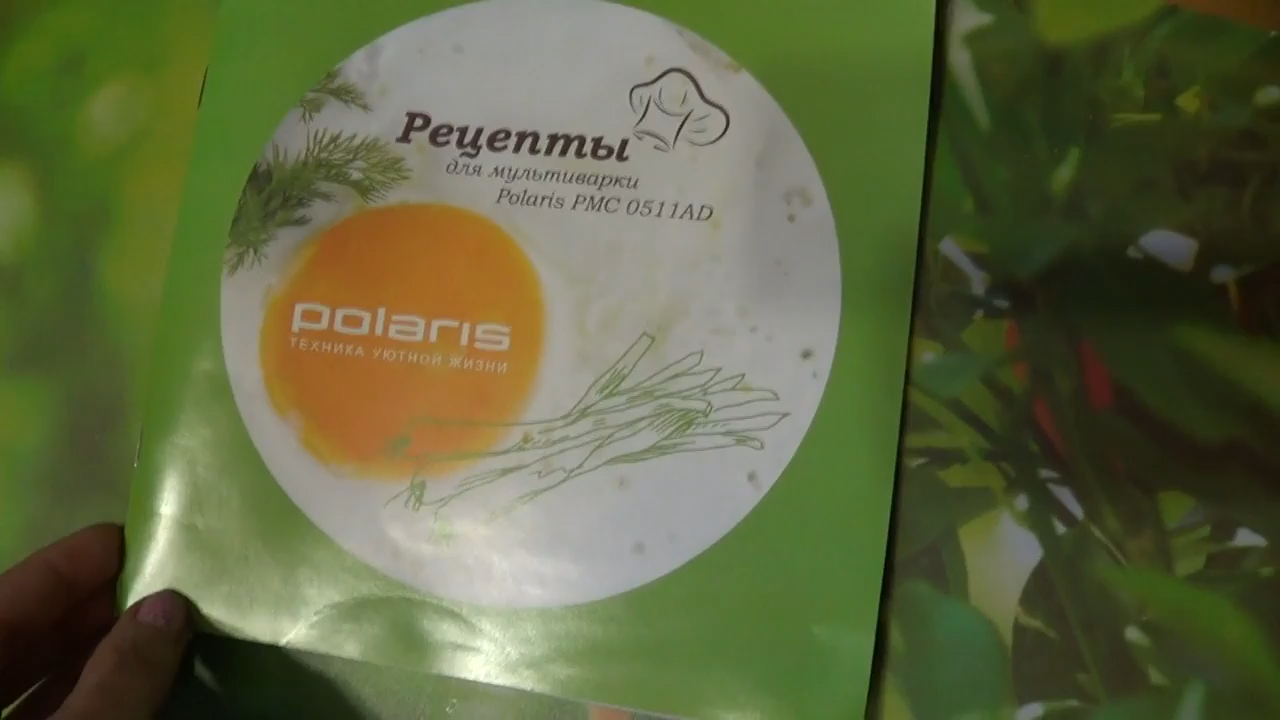 Рецепты
для мультиварки
Polaris PMC 0511AD
polaris
ТЕХНИКА УЮТНОЙ ЖИЗНИ